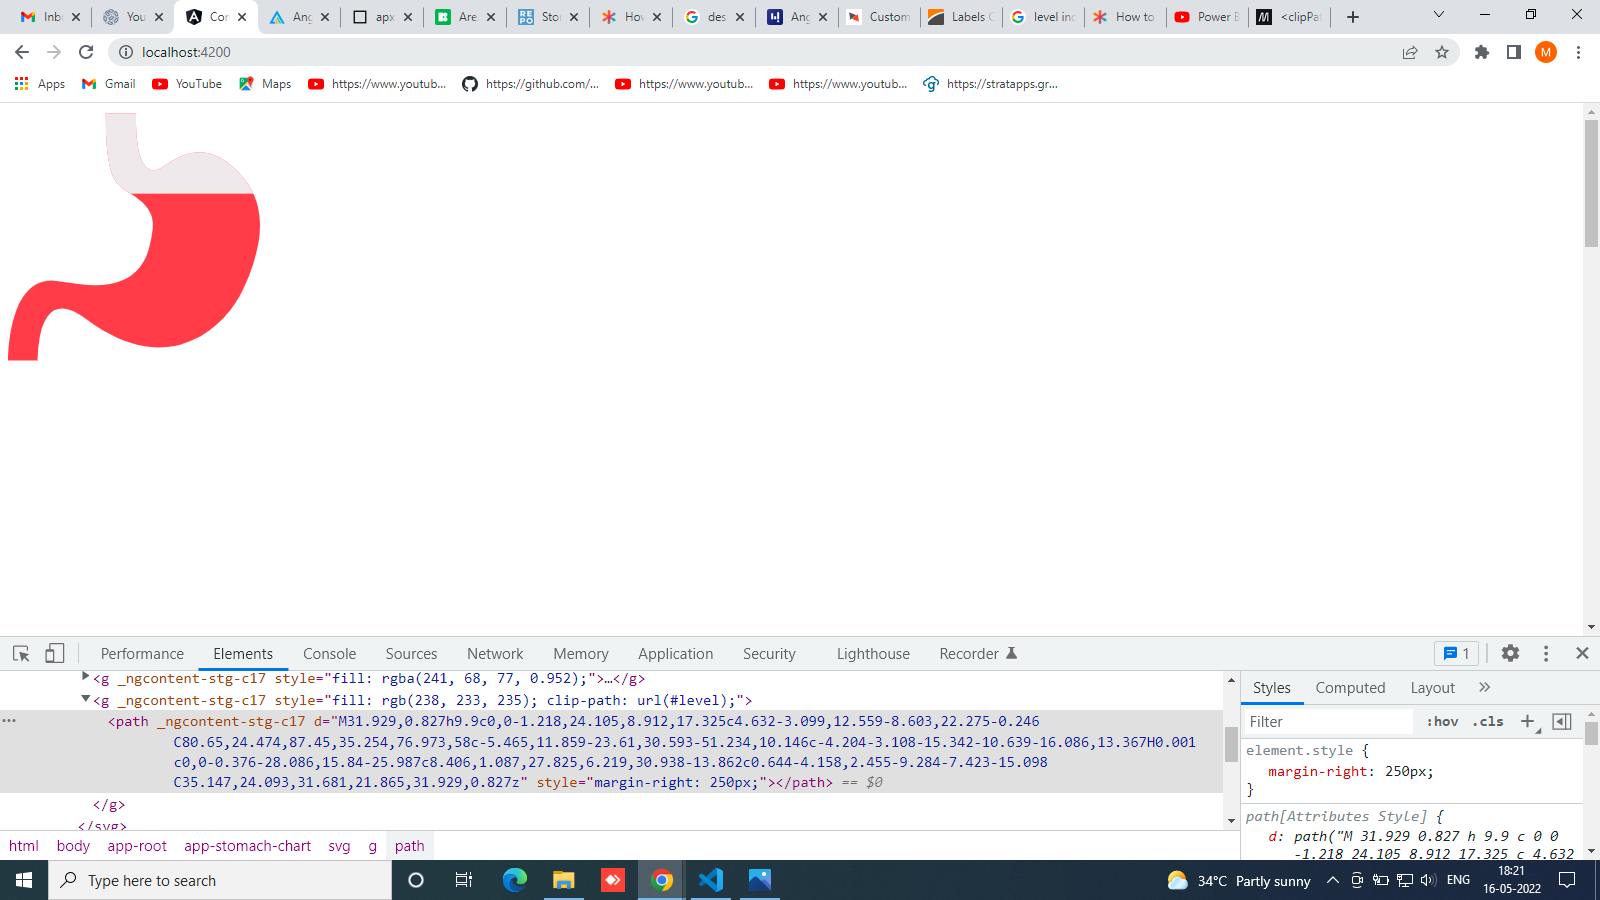 Inb
You
Cor
Ang
apx
Are
REPO
Stor
Hov
des
Ang
Custom
Labels C
level inc
How to
Power B
<clipPa
localhost:4200
M
Apps
Gmail
YouTube
Maps
https://www.youtub...
https://github.com/...
https://www.youtub...
https://www.youtub...
https://stratapps.gr...
Performance
Elements
Console
Sources
Network
Memory
Application
Security
Lighthouse
Recorder
1
<g _ngcontent-stg-c17 style="fill: rgba(241, 68, 77, 0.952);">…</g>
<g _ngcontent-stg-c17 style="fill: rgb(238, 233, 235); clip-path: url(#level);">
<path _ngcontent-stg-c17 d="M31.929,0.827h9.9c0,0-1.218,24.105,8.912,17.325c4.632-3.099,12.559-8.603,22.275-0.246
C80.65,24.474,87.45,35.254,76.973,58c-5.465,11.859-23.61,30.593-51.234,10.146c-4.204-3.108-15.342-10.639-16.086,13.367H0.001
c0,0-0.376-28.086,15.84-25.987c8.406,1.087,27.825,6.219,30.938-13.862c0.644-4.158,2.455-9.284-7.423-15.098
C35.147,24.093,31.681,21.865,31.929,0.827z" style="margin-right: 250px;"></path> == $0
</g>
</svg>
html
body
app-root
app-stomach-chart
svg
g
path
Styles
Computed
Layout
Filter
:hov
.cls
element.style {
margin-right: 250px;
}
path[Attributes Style] {
d: path("M 31.929 0.827 h 9.9 c 0 0
-1.218 24.105 8.912 17.325 c 4.632
Type here to search
34°C Partly sunny
ENG
18:21
16-05-2022